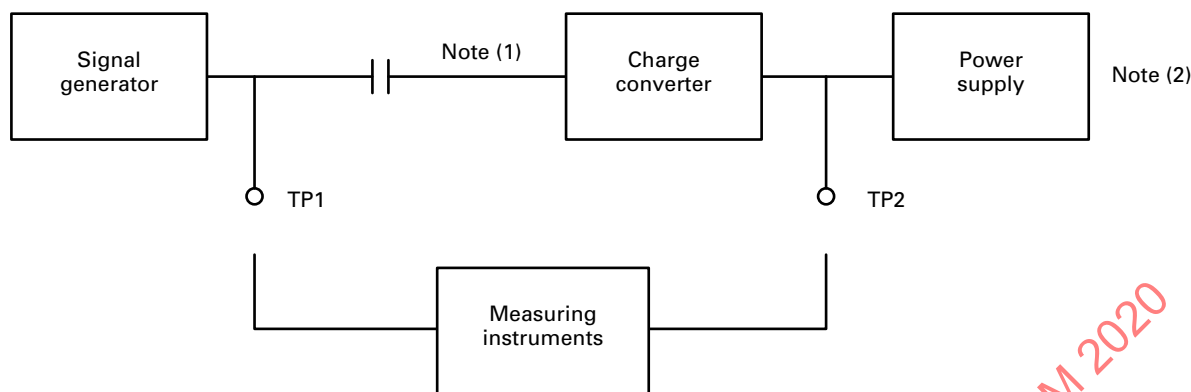 Signal
generator
Note (1)
Charge
converter
Power
supply
Note (2)
TP1
TP2
Measuring
instruments
M 2020